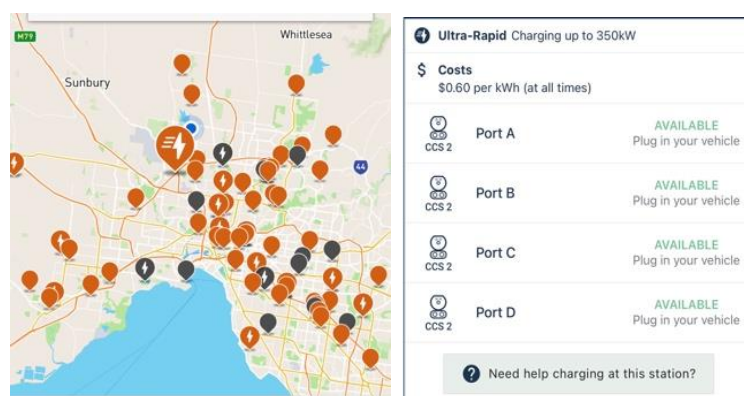 M79
Whittlesea
Sunbury
44
Ultra-Rapid Charging up to 350kW
$ Costs
$0.60 per kWh (at all times)
CCS 2
Port A
AVAILABLE
Plug in your vehicle
CCS 2
Port B
AVAILABLE
Plug in your vehicle
CCS 2
Port C
AVAILABLE
Plug in your vehicle
CCS 2
Port D
AVAILABLE
Plug in your vehicle
? Need help charging at this station?